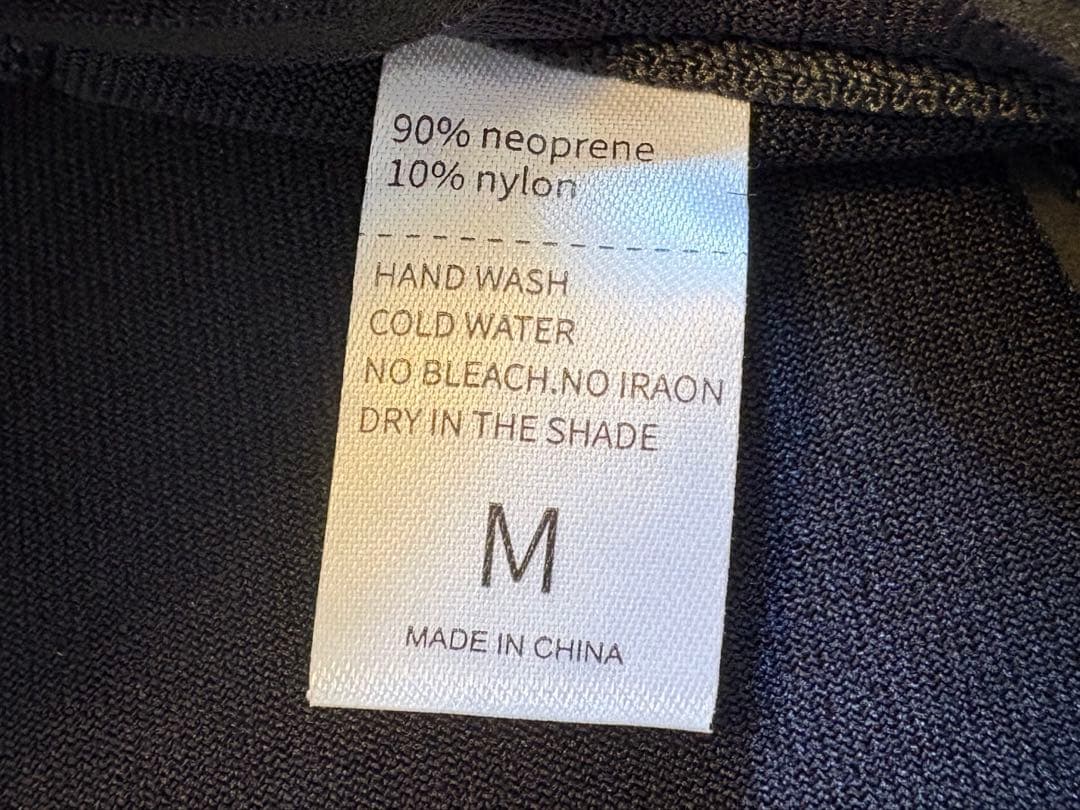 90% neoprene
10% nylon
HAND WASH
COLD WATER
NO BLEACH.NO IRAON
DRY IN THE SHADE
M
MADE IN CHINA